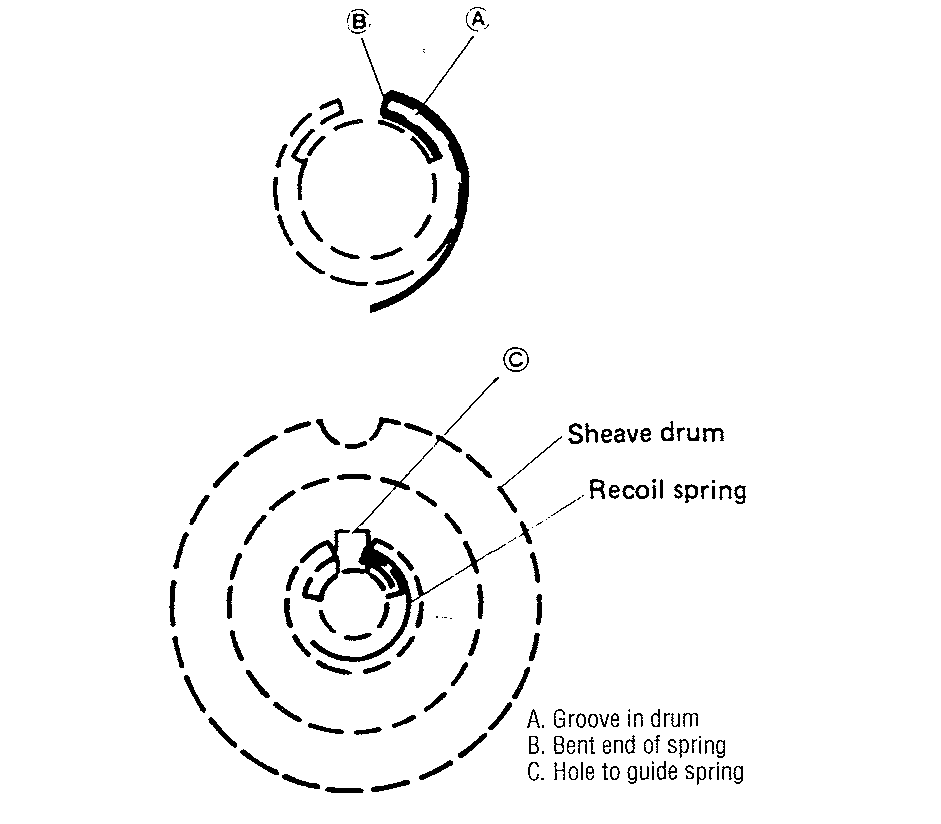 Ⓑ Ⓐ
Ⓒ
Sheave drum
Recoil spring
A. Groove in drum
B. Bent end of spring
C. Hole to guide spring